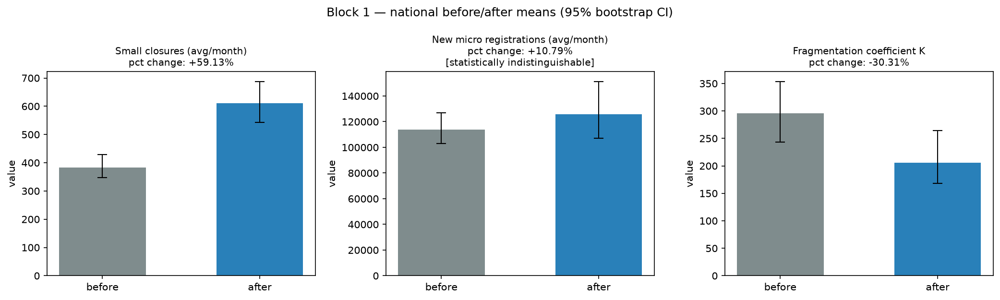 Block 1 — national before/after means (95% bootstrap CI)
Small closures (avg/month)
pct change: +59.13%
value
700
600
500
400
300
200
100
0
before
after
New micro registrations (avg/month)
pct change: +10.79%
[statistically indistinguishable]
value
140000
120000
100000
80000
60000
40000
20000
0
before
after
Fragmentation coefficient K
pct change: -30.31%
value
350
300
250
200
150
100
50
0
before
after